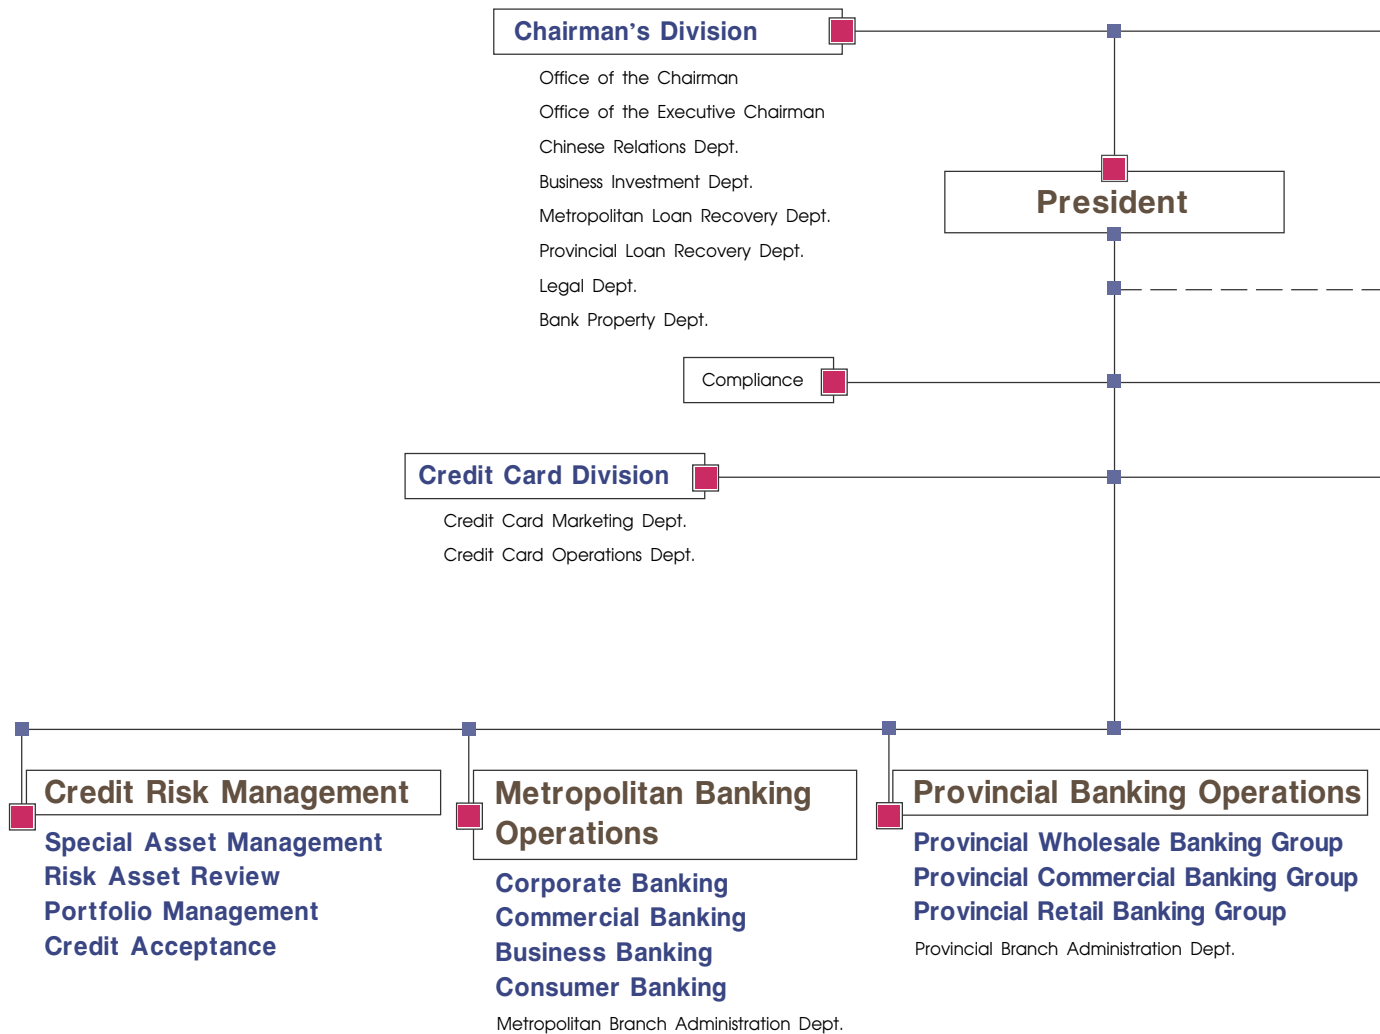 Chairman's Division
Office of the Chairman
Office of the Executive Chairman
Chinese Relations Dept.
Business Investment Dept.
Metropolitan Loan Recovery Dept.
Provincial Loan Recovery Dept.
Legal Dept.
Bank Property Dept.
President
Compliance
Credit Card Division
Credit Card Marketing Dept.
Credit Card Operations Dept.
Credit Risk Management
Special Asset Management
Risk Asset Review
Portfolio Management
Credit Acceptance
Metropolitan Banking
Operations
Corporate Banking
Commercial Banking
Business Banking
Consumer Banking
Metropolitan Branch Administration Dept.
Provincial Banking Operations
Provincial Wholesale Banking Group
Provincial Commercial Banking Group
Provincial Retail Banking Group
Provincial Branch Administration Dept.